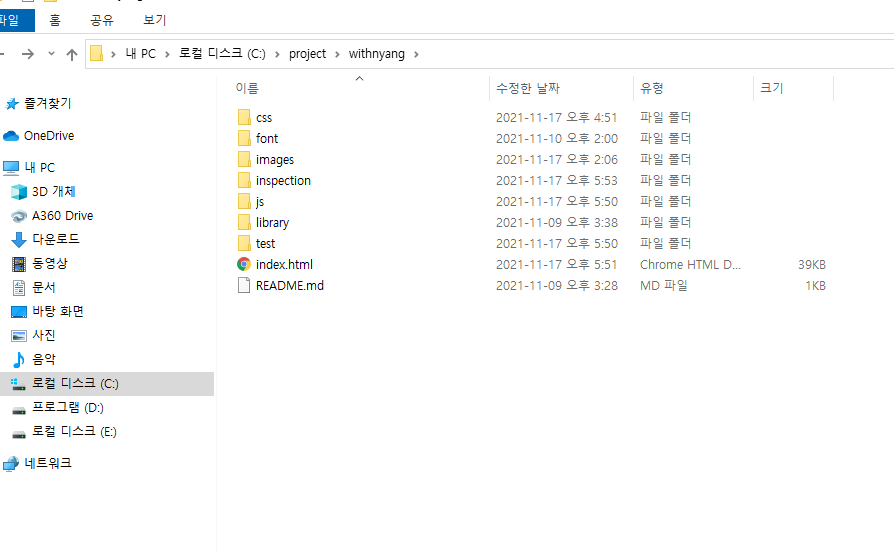 파일 홈 공유 보기
내 PC 로컬 디스크 (C:) project withnyang
이름 수정한 날짜 유형 크기
즐겨찾기
OneDrive
내 PC
3D 개체
A360 Drive
다운로드
동영상
문서
바탕 화면
사진
음악
로컬 디스크 (C:)
프로그램 (D:)
로컬 디스크 (E:)
네트워크
css 2021-11-17 오후 4:51 파일 폴더
font 2021-11-10 오후 2:00 파일 폴더
images 2021-11-17 오후 2:06 파일 폴더
inspection 2021-11-17 오후 5:53 파일 폴더
js 2021-11-17 오후 5:50 파일 폴더
library 2021-11-09 오후 3:38 파일 폴더
test 2021-11-17 오후 5:50 파일 폴더
index.html 2021-11-17 오후 5:51 Chrome HTML D... 39KB
README.md 2021-11-09 오후 3:28 MD 파일 1KB